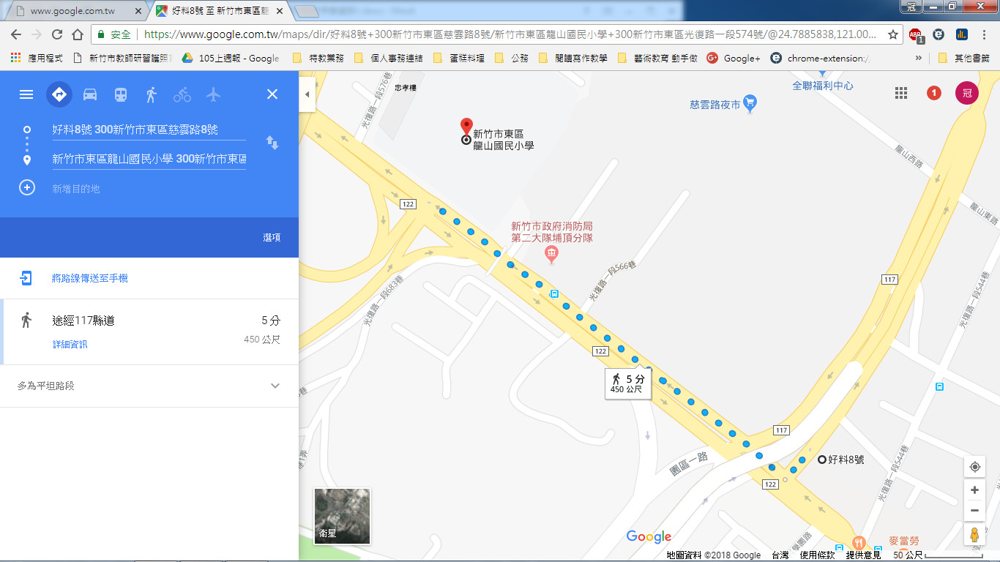 www.google.com.tw
好料8號 至 新竹市東區龍
冠
安全
https://www.google.com.tw/maps/dir/好料8號+300新竹市東區慈雲路8號/新竹市東區龍山國民小學+300新竹市東區光復路一段574號/@24.7885838,121.00...
ABP
1
應用程式
新竹市教師研習護照
105上週報 - Google
特教業務
個人事務連結
蛋糕料理
公務
閱讀寫作教學
藝術教育 動手做
Google+
chrome-extension:/
»
其他書籤
好料8號 300新竹市東區慈雲路8號
新竹市東區龍山國民小學 300新竹市東區
新增目的地
選項
將路線傳送至手機
途經117縣道
5 分
450 公尺
詳細資訊
多為平坦路段
光復路一段576巷
忠孝樓
新竹市東區
龍山國民小學
全聯福利中心
慈雲路夜市
1
冠
龍山西路
龍山東路
122
新竹市政府消防局
第二大隊埔頂分隊
光復路一段566巷
光復路一段683巷
117
光復路一段544巷
122
5 分
450 公尺
117
園區一路
好料8號
122
光復路一段544巷
衛星
Google
麥當勞
地圖資料 ©2018 Google
台灣
使用條款
提供意見
50 公尺